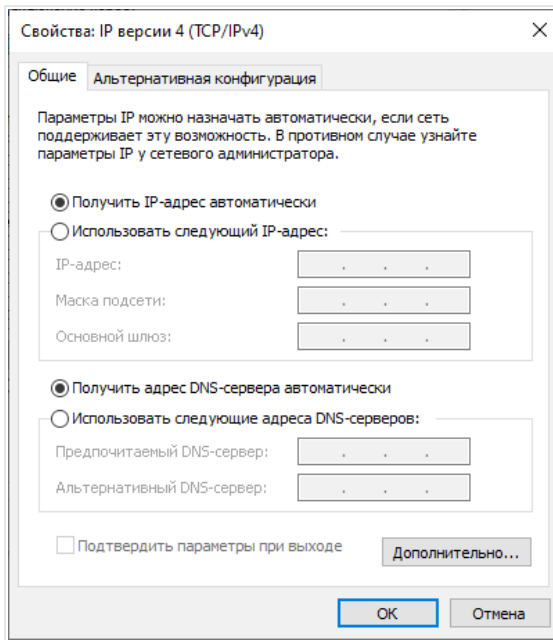 Свойства: IP версии 4 (TCP/IPv4)
Общие
Альтернативная конфигурация
Параметры IP можно назначать автоматически, если сеть
поддерживает эту возможность. В противном случае узнайте
параметры IP у сетевого администратора.
Получить IP-адрес автоматически
Использовать следующий IP-адрес:
IP-адрес:
Маска подсети:
Основной шлюз:
Получить адрес DNS-сервера автоматически
Использовать следующие адреса DNS-серверов:
Предпочитаемый DNS-сервер:
Альтернативный DNS-сервер:
Подтвердить параметры при выходе
Дополнительно...
ОК
Отмена